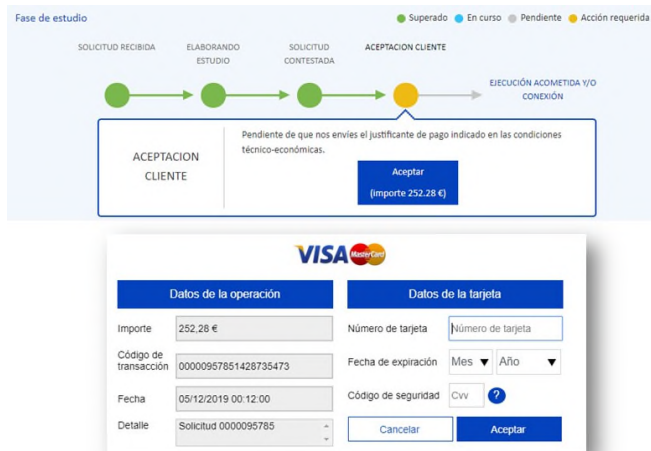 Fase de estudio
Superado En curso Pendiente Acción requerida
SOLICITUD RECIBIDA
ELABORANDO
ESTUDIO
SOLICITUD
CONTESTADA
ACEPTACION CLIENTE
EJECUCIÓN ACOMETIDA Y/O
CONEXIÓN
ACEPTACION
CLIENTE
Pendiente de que nos envíes el justificante de pago indicado en las condiciones
técnico-económicas.
Aceptar
(importe 252.28 €)
VISA MasterCard
Datos de la operación
Importe 252,28 €
Código de
transacción 00000957851428735473
Fecha 05/12/2019 00:12:00
Detalle Solicitud 0000095785
Datos de la tarjeta
Número de tarjeta Número de tarjeta
Fecha de expiración Mes Año
Código de seguridad Cvv ?
Cancelar Aceptar